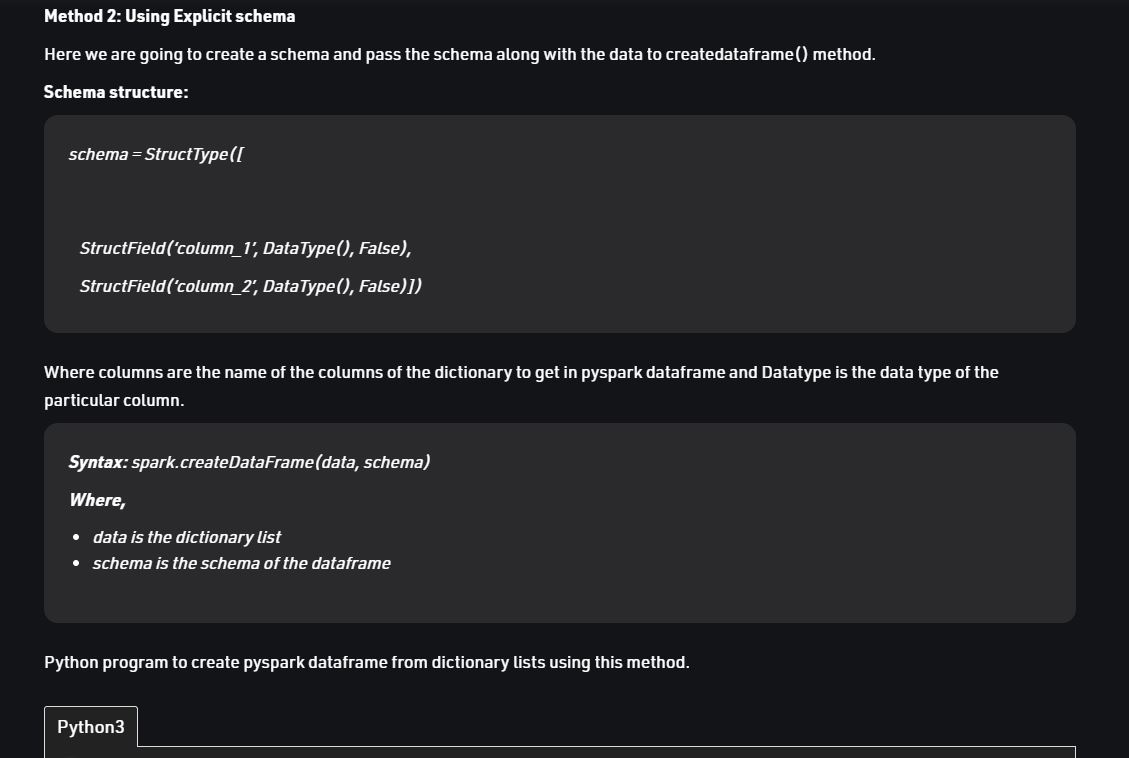 Method 2: Using Explicit schema
Here we are going to create a schema and pass the schema along with the data to createdataframe() method.
Schema structure:
schema = StructType([
StructField(‘column_1’, DataType(), False),
StructField(‘column_2’, DataType(), False)])
Where columns are the name of the columns of the dictionary to get in pyspark dataframe and Datatype is the data type of the
particular column.
Syntax: spark.createDataFrame(data, schema)
Where,
• data is the dictionary list
• schema is the schema of the dataframe
Python program to create pyspark dataframe from dictionary lists using this method.
Python3